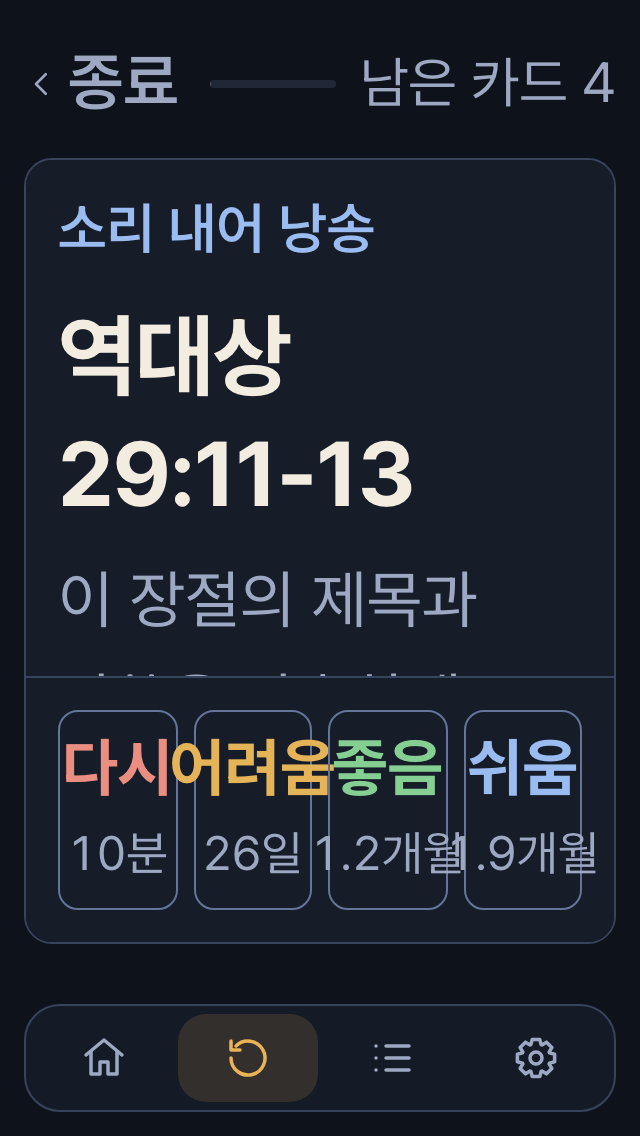 종료
남은 카드 4
소리 내어 낭송
역대상
29:11-13
이 장절의 제목과
다시 어려움 좋음 쉬움
10분 26일 1.2개월 1.9개월